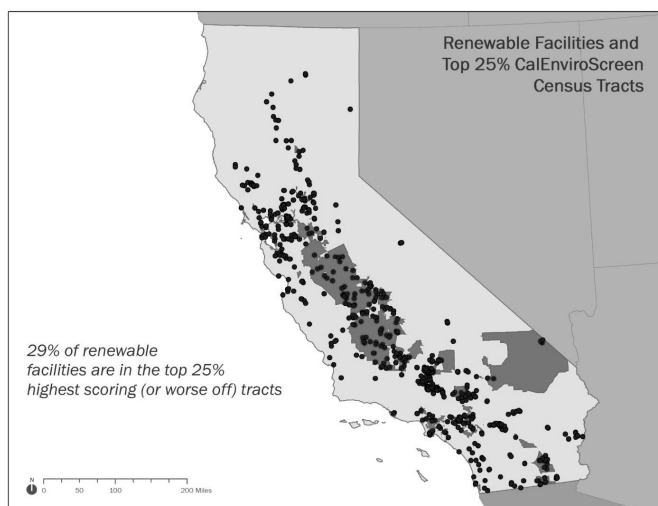 Renewable Facilities and
Top 25% CalEnviroScreen
Census Tracts
29% of renewable
facilities are in the top 25%
highest scoring (or worse off) tracts
N
0 50 100 200 Miles